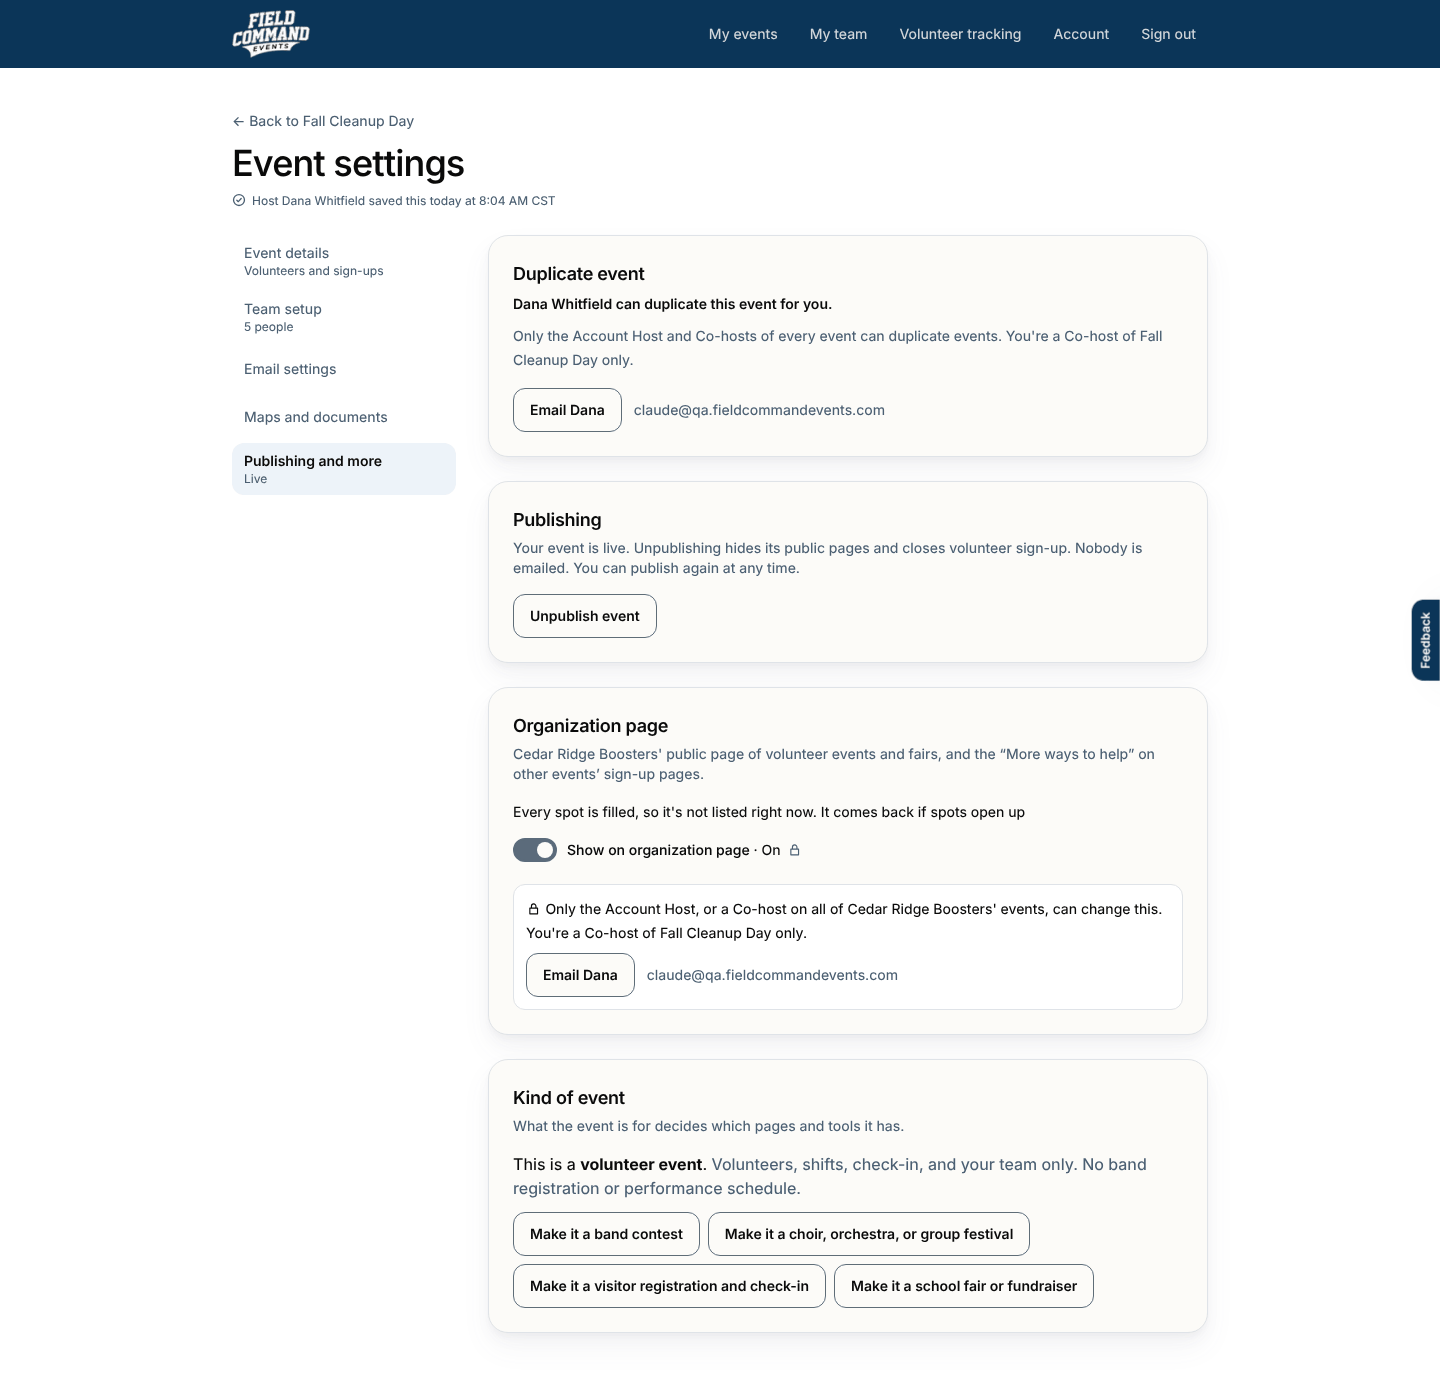 FIELD
COMMAND
EVENTS
My events
My team
Volunteer tracking
Account
Sign out
← Back to Fall Cleanup Day
Event settings
Host Dana Whitfield saved this today at 8:04 AM CST
Event details
Volunteers and sign-ups
Team setup
5 people
Email settings
Maps and documents
Publishing and more
Live
Duplicate event
Dana Whitfield can duplicate this event for you.
Only the Account Host and Co-hosts of every event can duplicate events. You're a Co-host of Fall
Cleanup Day only.
Email Dana
claude@qa.fieldcommandevents.com
Publishing
Your event is live. Unpublishing hides its public pages and closes volunteer sign-up. Nobody is
emailed. You can publish again at any time.
Unpublish event
Feedback
Organization page
Cedar Ridge Boosters' public page of volunteer events and fairs, and the “More ways to help” on
other events’ sign-up pages.
Every spot is filled, so it's not listed right now. It comes back if spots open up
Show on organization page · On
Only the Account Host, or a Co-host on all of Cedar Ridge Boosters' events, can change this.
You're a Co-host of Fall Cleanup Day only.
Email Dana
claude@qa.fieldcommandevents.com
Kind of event
What the event is for decides which pages and tools it has.
This is a volunteer event. Volunteers, shifts, check-in, and your team only. No band
registration or performance schedule.
Make it a band contest
Make it a choir, orchestra, or group festival
Make it a visitor registration and check-in
Make it a school fair or fundraiser